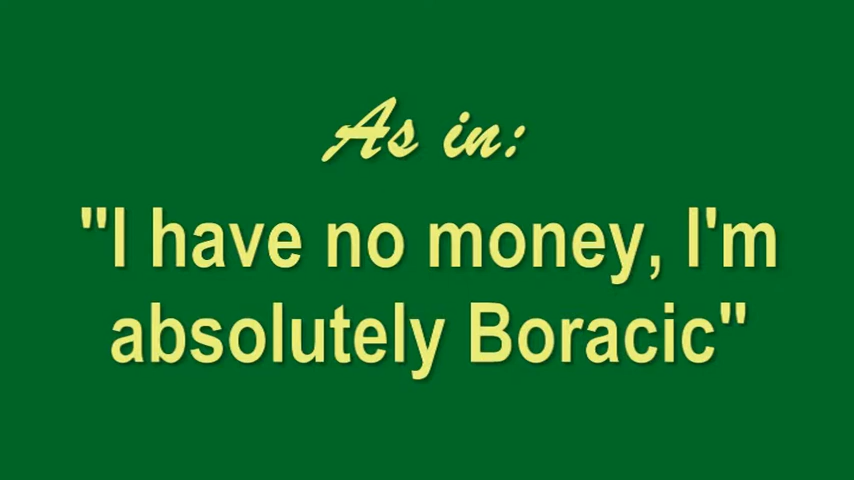 As in:
"I have no money, I'm
absolutely Boracic"